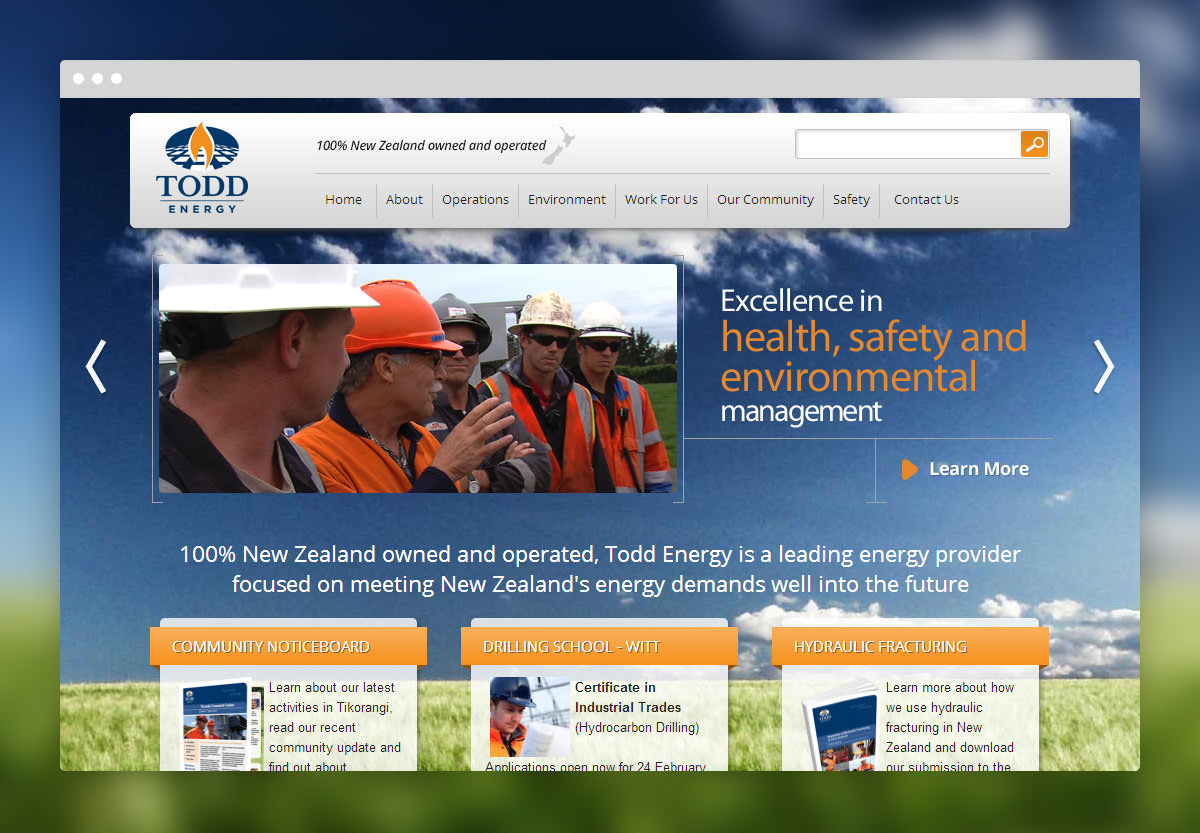 100% New Zealand owned and operated
TODD
ENERGY
Home About Operations Environment Work For Us Our Community Safety Contact Us
Excellence in
health, safety and
environmental
management
Learn More
100% New Zealand owned and operated, Todd Energy is a leading energy provider
focused on meeting New Zealand's energy demands well into the future
COMMUNITY NOTICEBOARD
Learn about our latest
activities in Tikorangi,
read our recent
community update and
find out about
DRILLING SCHOOL - WITT
Certificate in
Industrial Trades
(Hydrocarbon Drilling)
Applications open now for 24 February
HYDRAULIC FRACTURING
TODD
Learn more about how
we use hydraulic
fracturing in New
Zealand and download
our submission to the